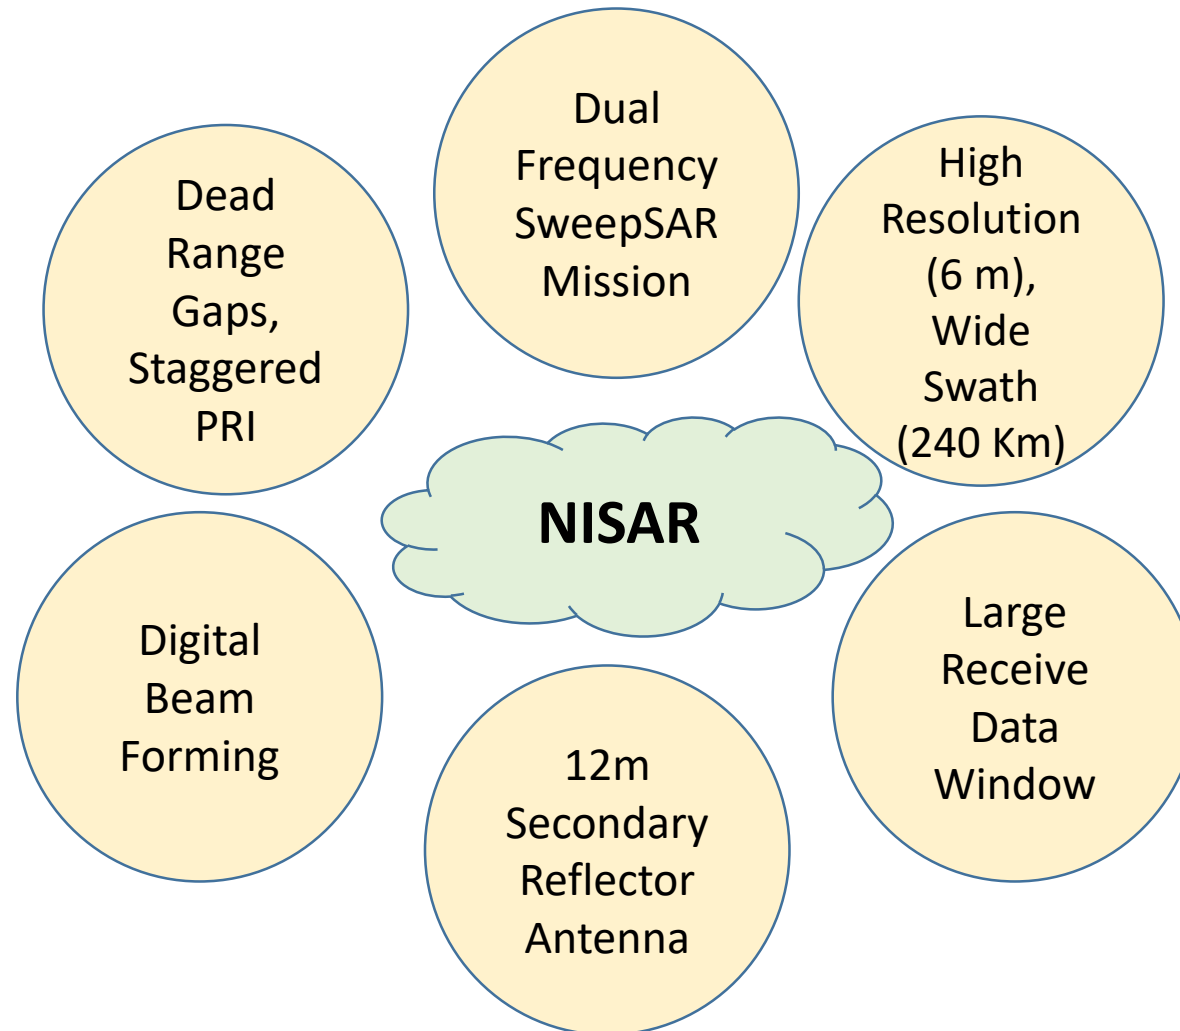 Dual
Frequency
SweepSAR
Mission
High
Resolution
(6 m),
Wide
Swath
(240 Km)
Dead
Range
Gaps,
Staggered
PRI
NISAR
Digital
Beam
Forming
Large
Receive
Data
Window
12m
Secondary
Reflector
Antenna